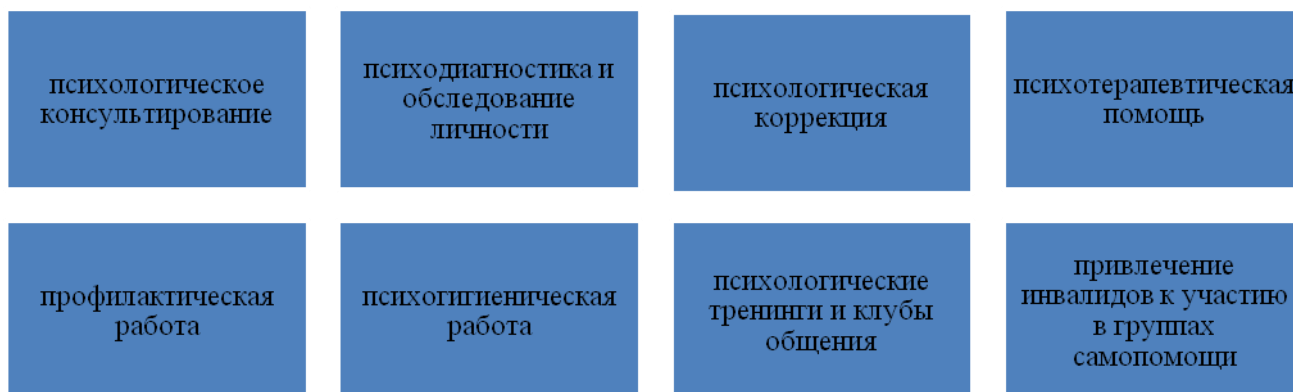 психологическое
консультирование
психодиагностика и
обследование
личности
психологическая
коррекция
психотерапевтическая
помощь
профилактическая
работа
психогигиеническая
работа
психологические
тренинги и клубы
общения
привлечение
инвалидов к участию
в группах
самопомощи